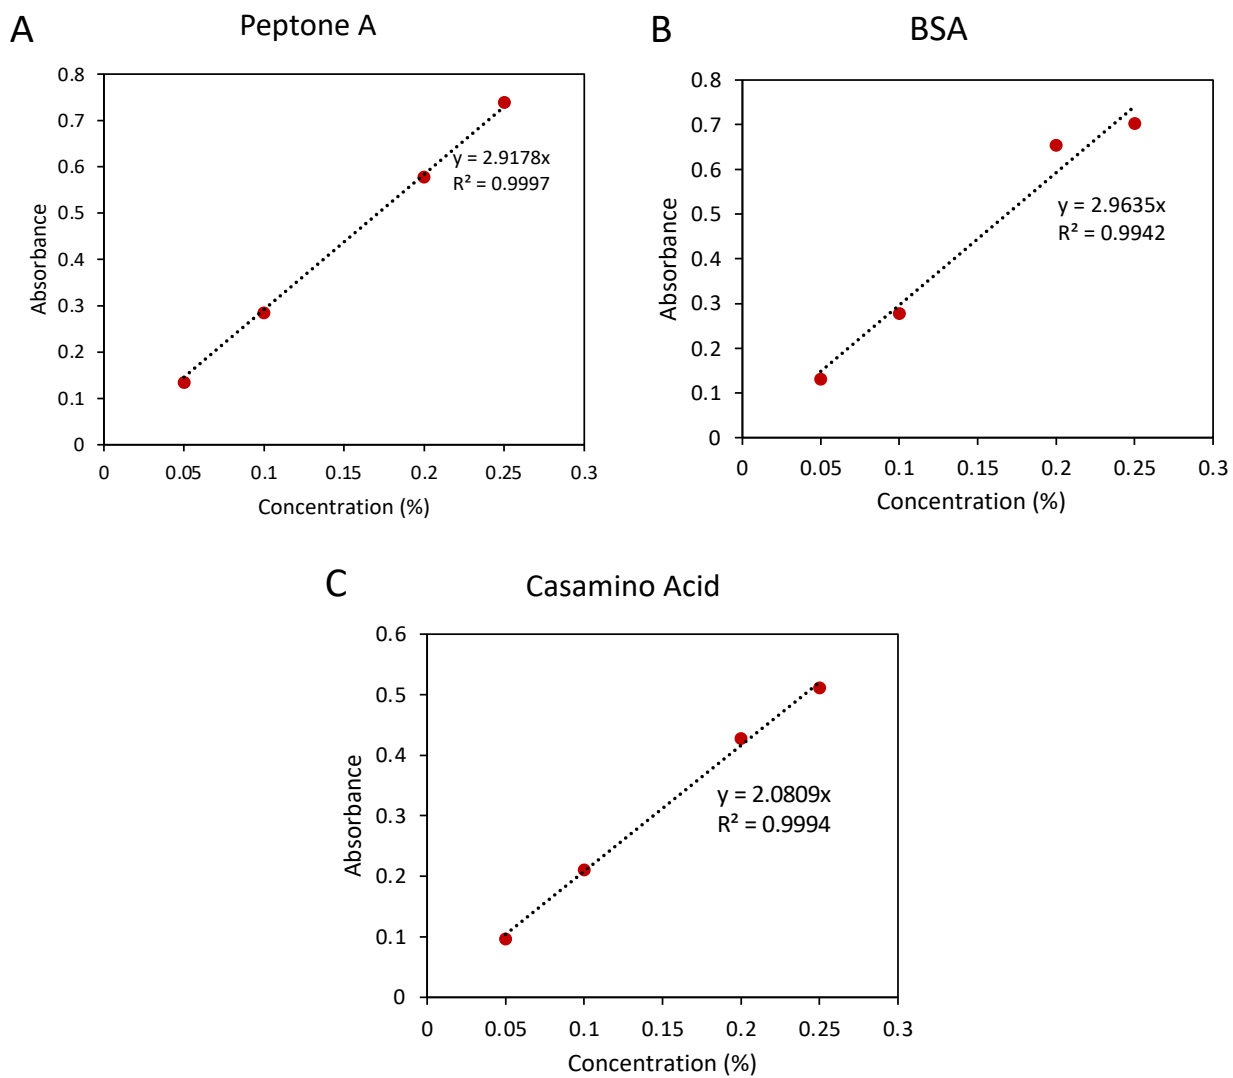 A
Peptone A
0.8
0.7
0.6
0.5
0.4
0.3
0.2
0.1
0
Absorbance
y = 2.9178x
R² = 0.9997
0
0.05
0.1
0.15
0.2
0.25
0.3
Concentration (%)
B
BSA
0.8
0.7
0.6
0.5
0.4
0.3
0.2
0.1
0
Absorbance
y = 2.9635x
R² = 0.9942
0
0.05
0.1
0.15
0.2
0.25
0.3
Concentration (%)
C
Casamino Acid
0.6
0.5
0.4
0.3
0.2
0.1
0
Absorbance
y = 2.0809x
R² = 0.9994
0
0.05
0.1
0.15
0.2
0.25
0.3
Concentration (%)